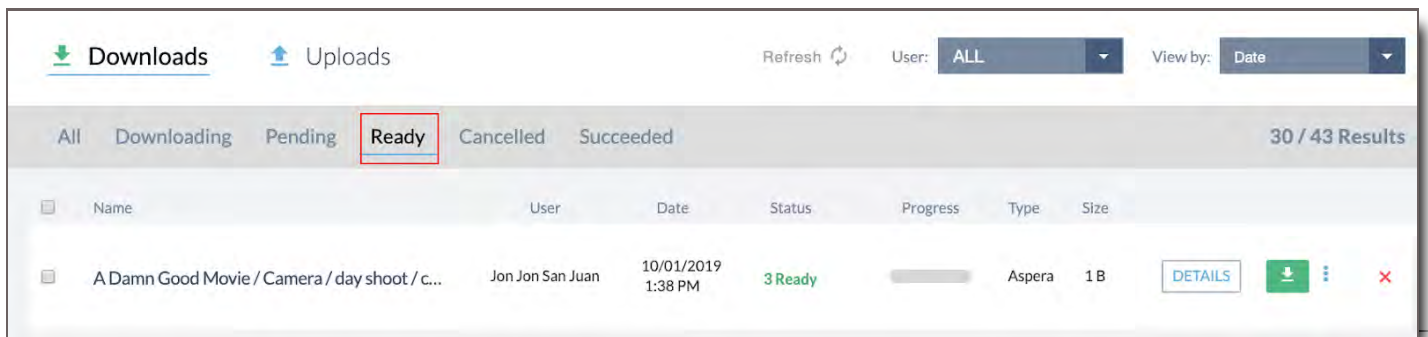 Downloads Uploads Refresh User: ALL View by: Date
All Downloading Pending Ready Cancelled Succeeded 30 / 43 Results
Name User Date Status Progress Type Size
A Damn Good Movie / Camera / day shoot / c... Jon Jon San Juan 10/01/2019 3 Ready Aspera 1 B DETAILS
1:38 PM